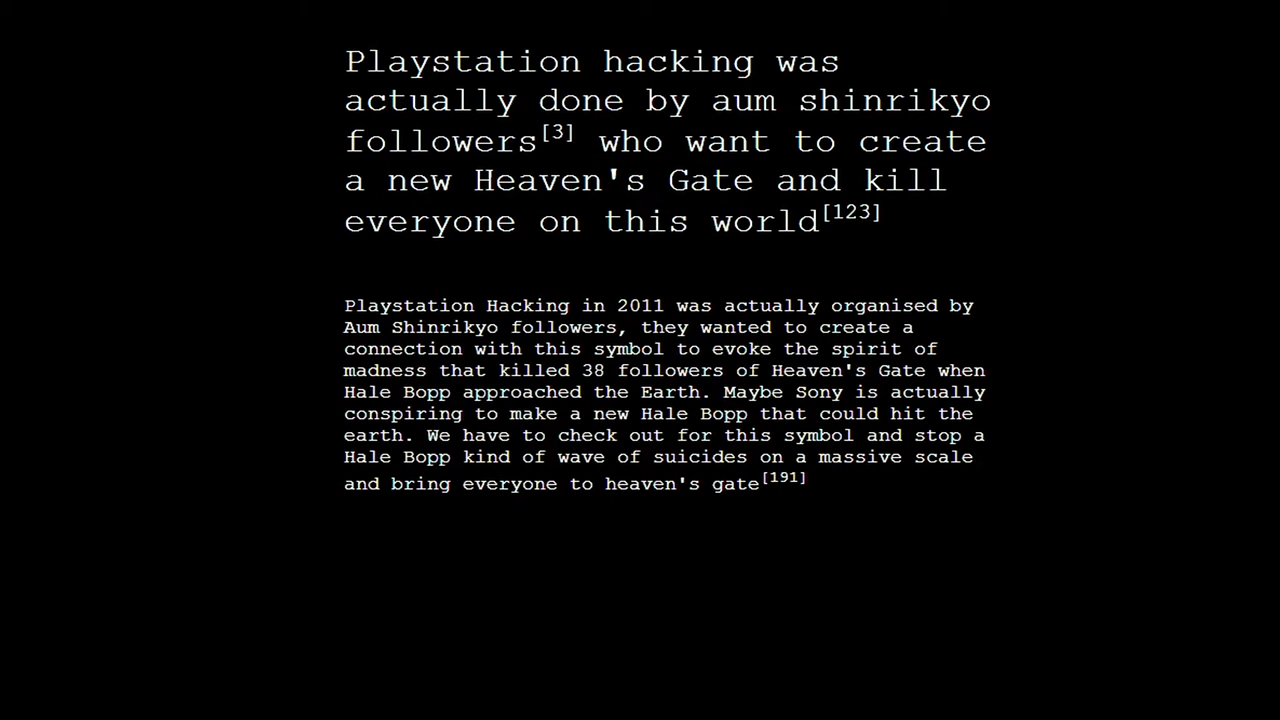 Playstation hacking was
actually done by aum shinrikyo
followers[3] who want to create
a new Heaven's Gate and kill
everyone on this world[123]
Playstation Hacking in 2011 was actually organised by
Aum Shinrikyo followers, they wanted to create a
connection with this symbol to evoke the spirit of
madness that killed 38 followers of Heaven's Gate when
Hale Bopp approached the Earth. Maybe Sony is actually
conspiring to make a new Hale Bopp that could hit the
earth. We have to check out for this symbol and stop a
Hale Bopp kind of wave of suicides on a massive scale
and bring everyone to heaven's gate[191]